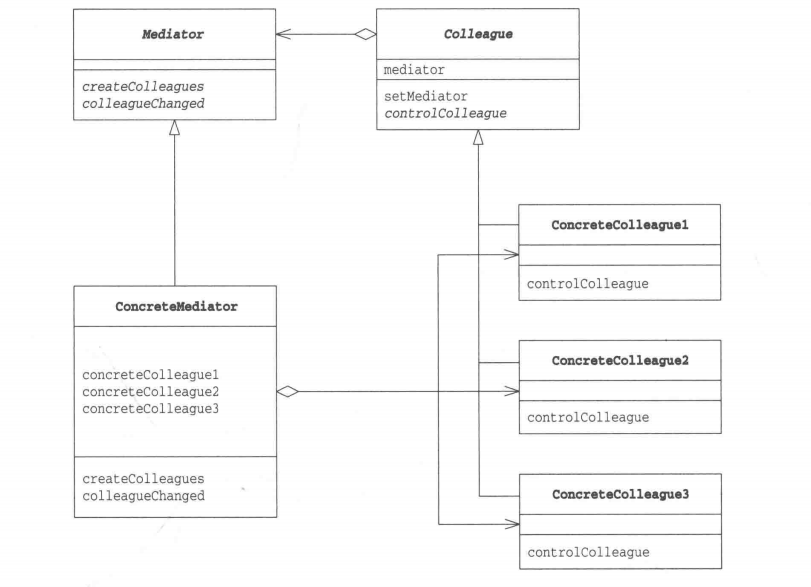 Mediator
createColleagues
colleagueChanged
Colleague
mediator
setMediator
controlColleague
ConcreteMediator
concreteColleague1
concreteColleague2
concreteColleague3
createColleagues
colleagueChanged
ConcreteColleague1
controlColleague
ConcreteColleague2
controlColleague
ConcreteColleague3
controlColleague